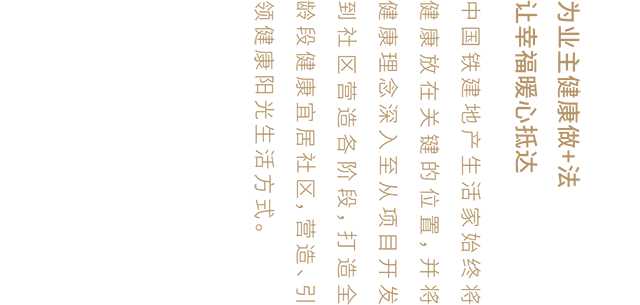 为业主健康做+法
让幸福暖心抵达
中国铁建地产生活家始终将
健康放在关键的位置，并将
健康理念深入至从项目开发
到社区营造各阶段，打造全
龄段健康宜居社区，营造、引
领健康阳光生活方式。